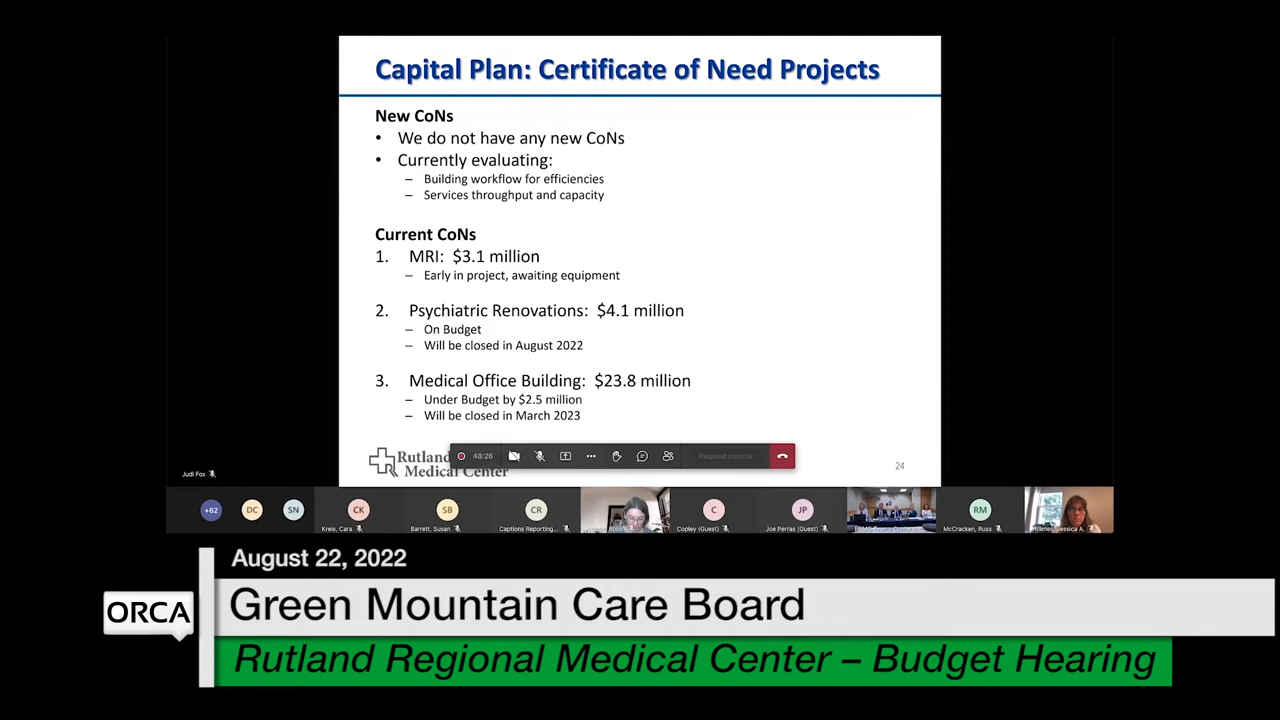 Capital Plan: Certificate of Need Projects
New CoNs
• We do not have any new CoNs
• Currently evaluating:
– Building workflow for efficiencies
– Services throughput and capacity
Current CoNs
1. MRI: $3.1 million
– Early in project, awaiting equipment
2. Psychiatric Renovations: $4.1 million
– On Budget
– Will be closed in August 2022
3. Medical Office Building: $23.8 million
– Under Budget by $2.5 million
– Will be closed in March 2023
48:26
Request control
Rutland
Medical Center
24
Judi Fox
+62
DC
SN
CK
SB
CR
C
JP
RM
Kreis, Cara
Barrett, Susan
Captions Reporting...
Copley (Guest)
Joe Perras (Guest)
McCracken, Russ
August 22, 2022
ORCA
Green Mountain Care Board
Rutland Regional Medical Center – Budget Hearing